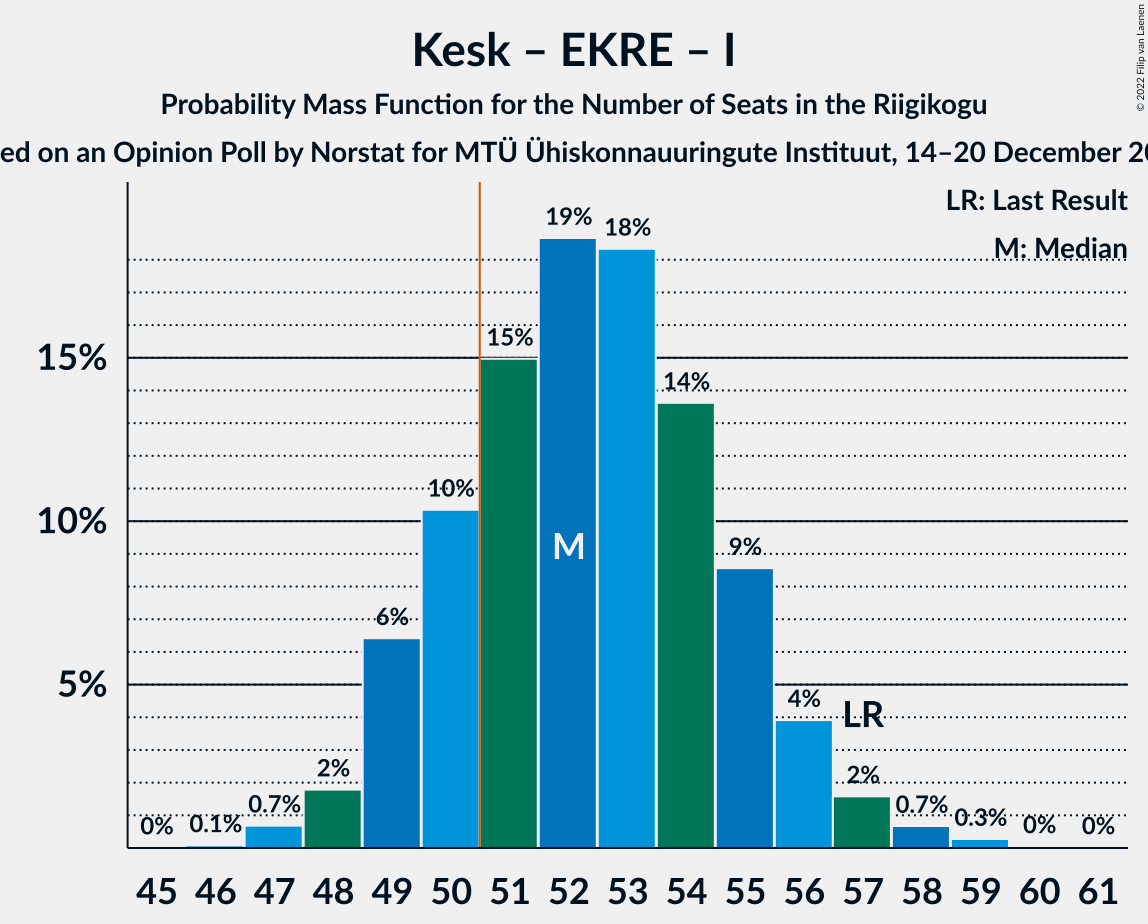 Kesk – EKRE – I
Probability Mass Function for the Number of Seats in the Riigikogu
on an Opinion Poll by Norstat for MTÜ Ühiskonnauuringute Instituut, 14–20 December
© 2022 Filip van Laenen
LR: Last Result
M: Median
19%
18%
15%
15%
14%
10%
10%
9%
M
6%
5%
4%
LR
2%
2%
0.7%
0.7%
0%
0.1%
0.3%
0%
0%
45 46 47 48 49 50 51 52 53 54 55 56 57 58 59 60 61